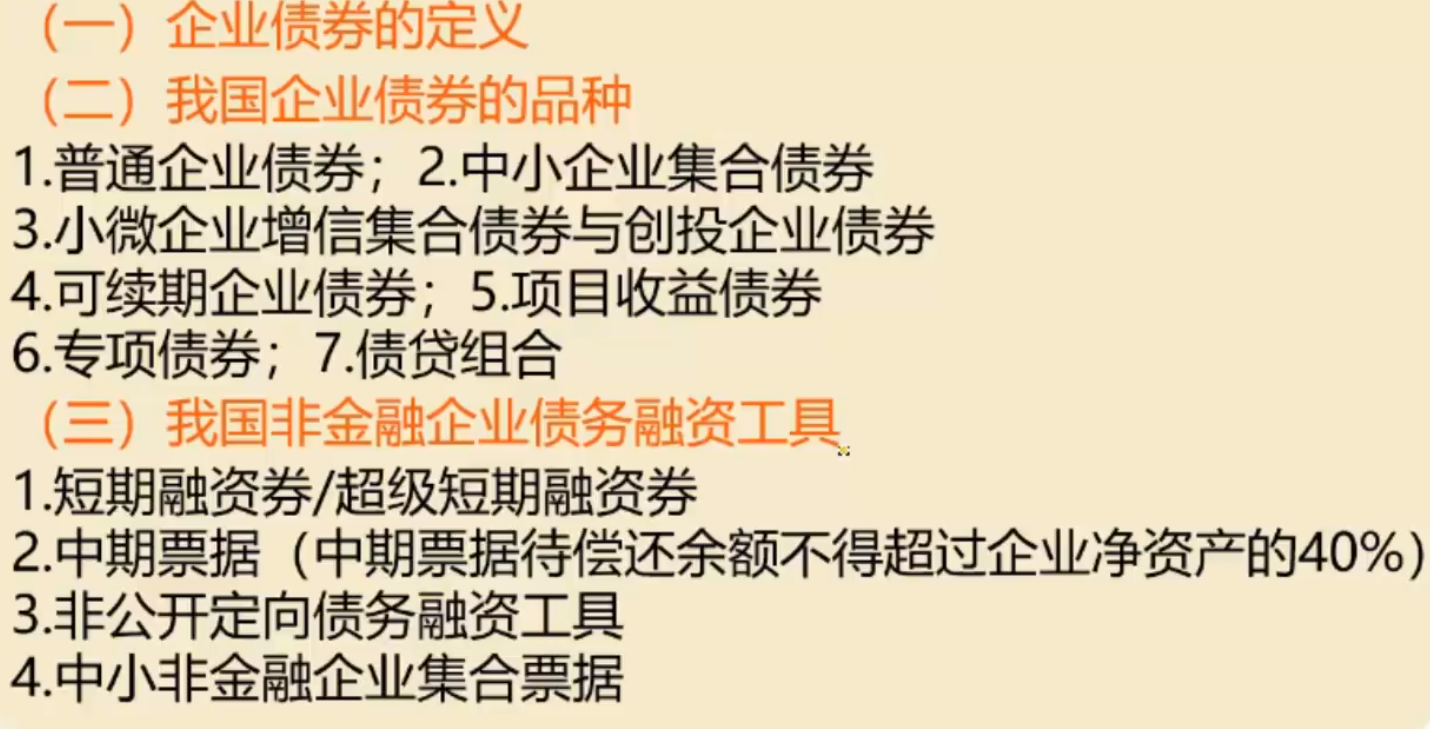 （一）企业债券的定义
（二）我国企业债券的品种
1.普通企业债券；2.中小企业集合债券
3.小微企业增信集合债券与创投企业债券
4.可续期企业债券；5.项目收益债券
6.专项债券；7.债贷组合
（三）我国非金融企业债务融资工具
1.短期融资券/超级短期融资券
2.中期票据（中期票据待偿还余额不得超过企业净资产的40%）
3.非公开定向债务融资工具
4.中小非金融企业集合票据